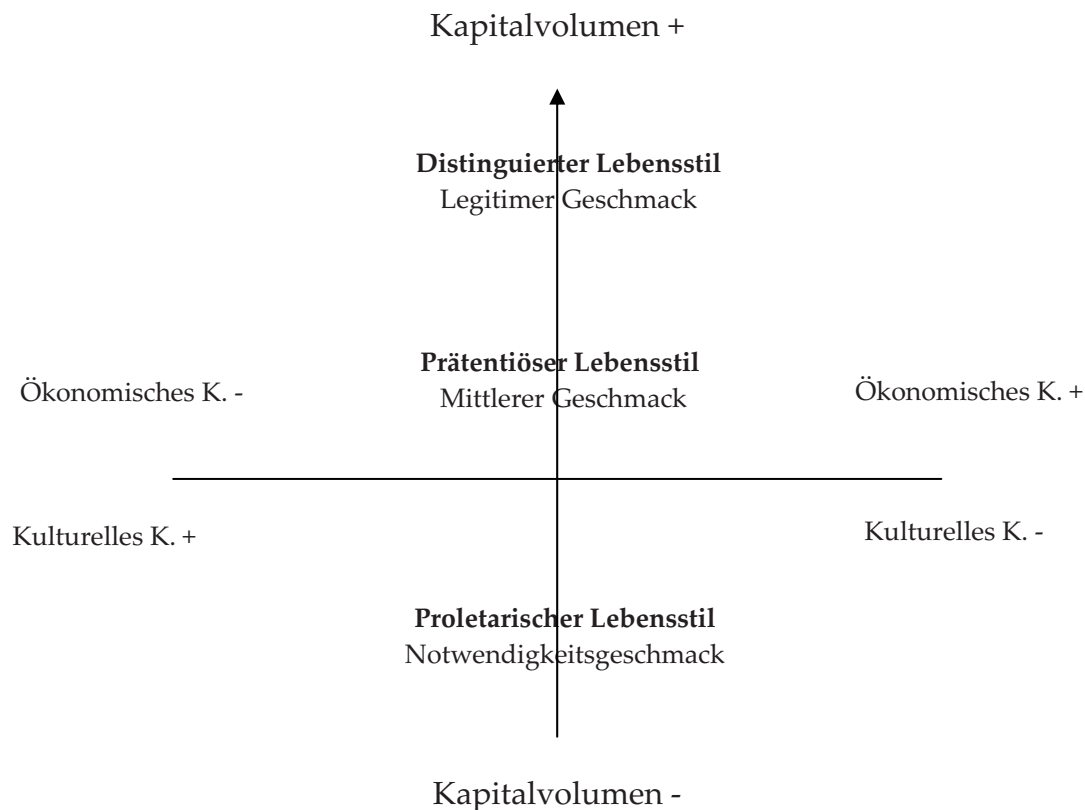 Kapitalvolumen +
Distinguierter Lebensstil
Legitimer Geschmack
Prätentiöser Lebensstil
Mittlerer Geschmack
Ökonomisches K. -
Ökonomisches K. +
Kulturelles K. +
Kulturelles K. -
Proletarischer Lebensstil
Notwendigkeitsgeschmack
Kapitalvolumen -